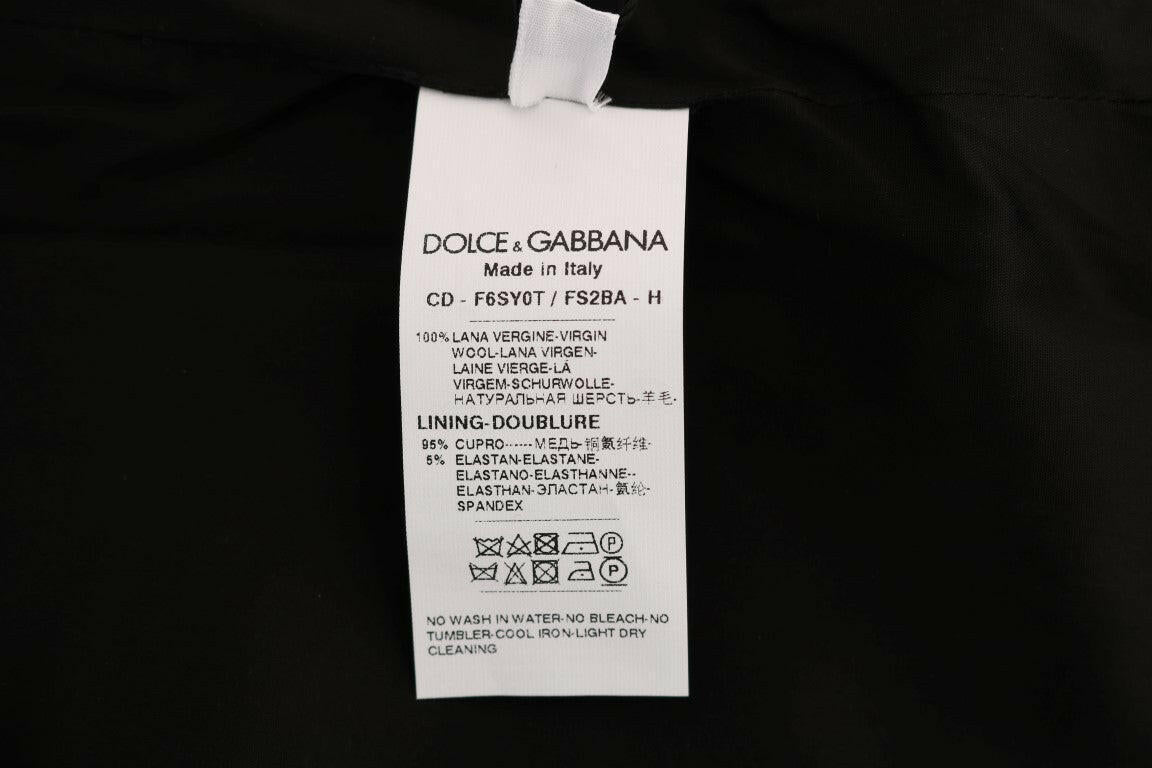 DOLCE & GABBANA
Made in Italy
CD - F6SY0T / FS2BA - H
100% LANA VERGINE-VIRGIN
WOOL-LANA VIRGEN-
LAINE VIERGE-LÁ
VIRGEM-SCHURWOLLE-
НАТУРАЛЬНАЯ ШЕРСТЬ-羊毛-
LINING-DOUBLURE
95% CUPRO------МЕДЬ-铜氨纤维-
5% ELASTAN-ELASTANE-
ELASTANO-ELASTHANNE--
ELASTHAN-ЭЛАСТАН-氨纶-
SPANDEX
P
P
NO WASH IN WATER-NO BLEACH-NO
TUMBLER-COOL IRON-LIGHT DRY
CLEANING